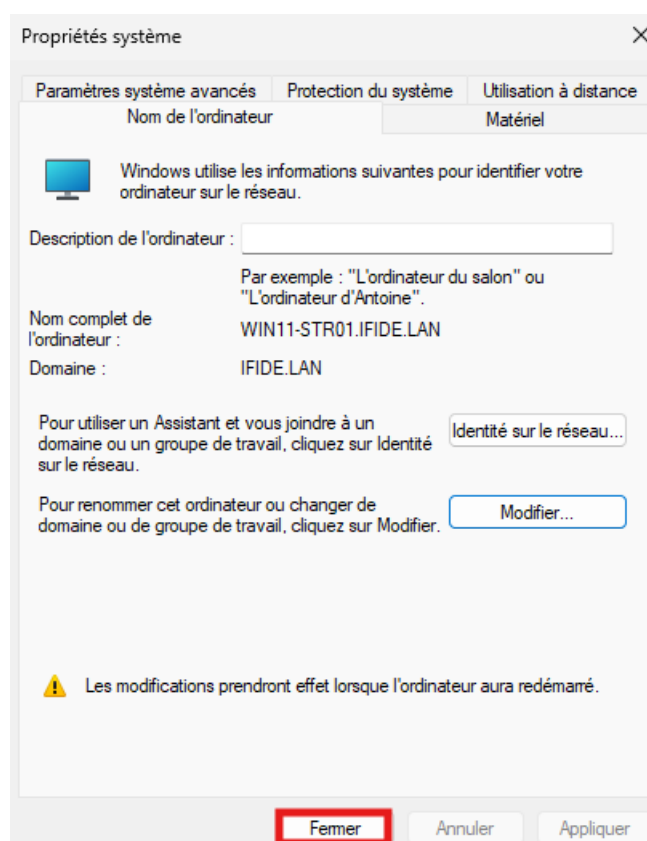 Propriétés système
Paramètres système avancés Protection du système Utilisation à distance
Nom de l'ordinateur Matériel
Windows utilise les informations suivantes pour identifier votre
ordinateur sur le réseau.
Description de l'ordinateur :
Par exemple : "L'ordinateur du salon" ou
"L'ordinateur d'Antoine".
Nom complet de
l'ordinateur :
WIN11-STR01.IFIDE.LAN
Domaine : IFIDE.LAN
Pour utiliser un Assistant et vous joindre à un
domaine ou un groupe de travail, cliquez sur Identité
sur le réseau.
Identité sur le réseau...
Pour renommer cet ordinateur ou changer de
domaine ou de groupe de travail, cliquez sur Modifier.
Modifier...
Les modifications prendront effet lorsque l'ordinateur aura redémarré.
Fermer Annuler Appliquer